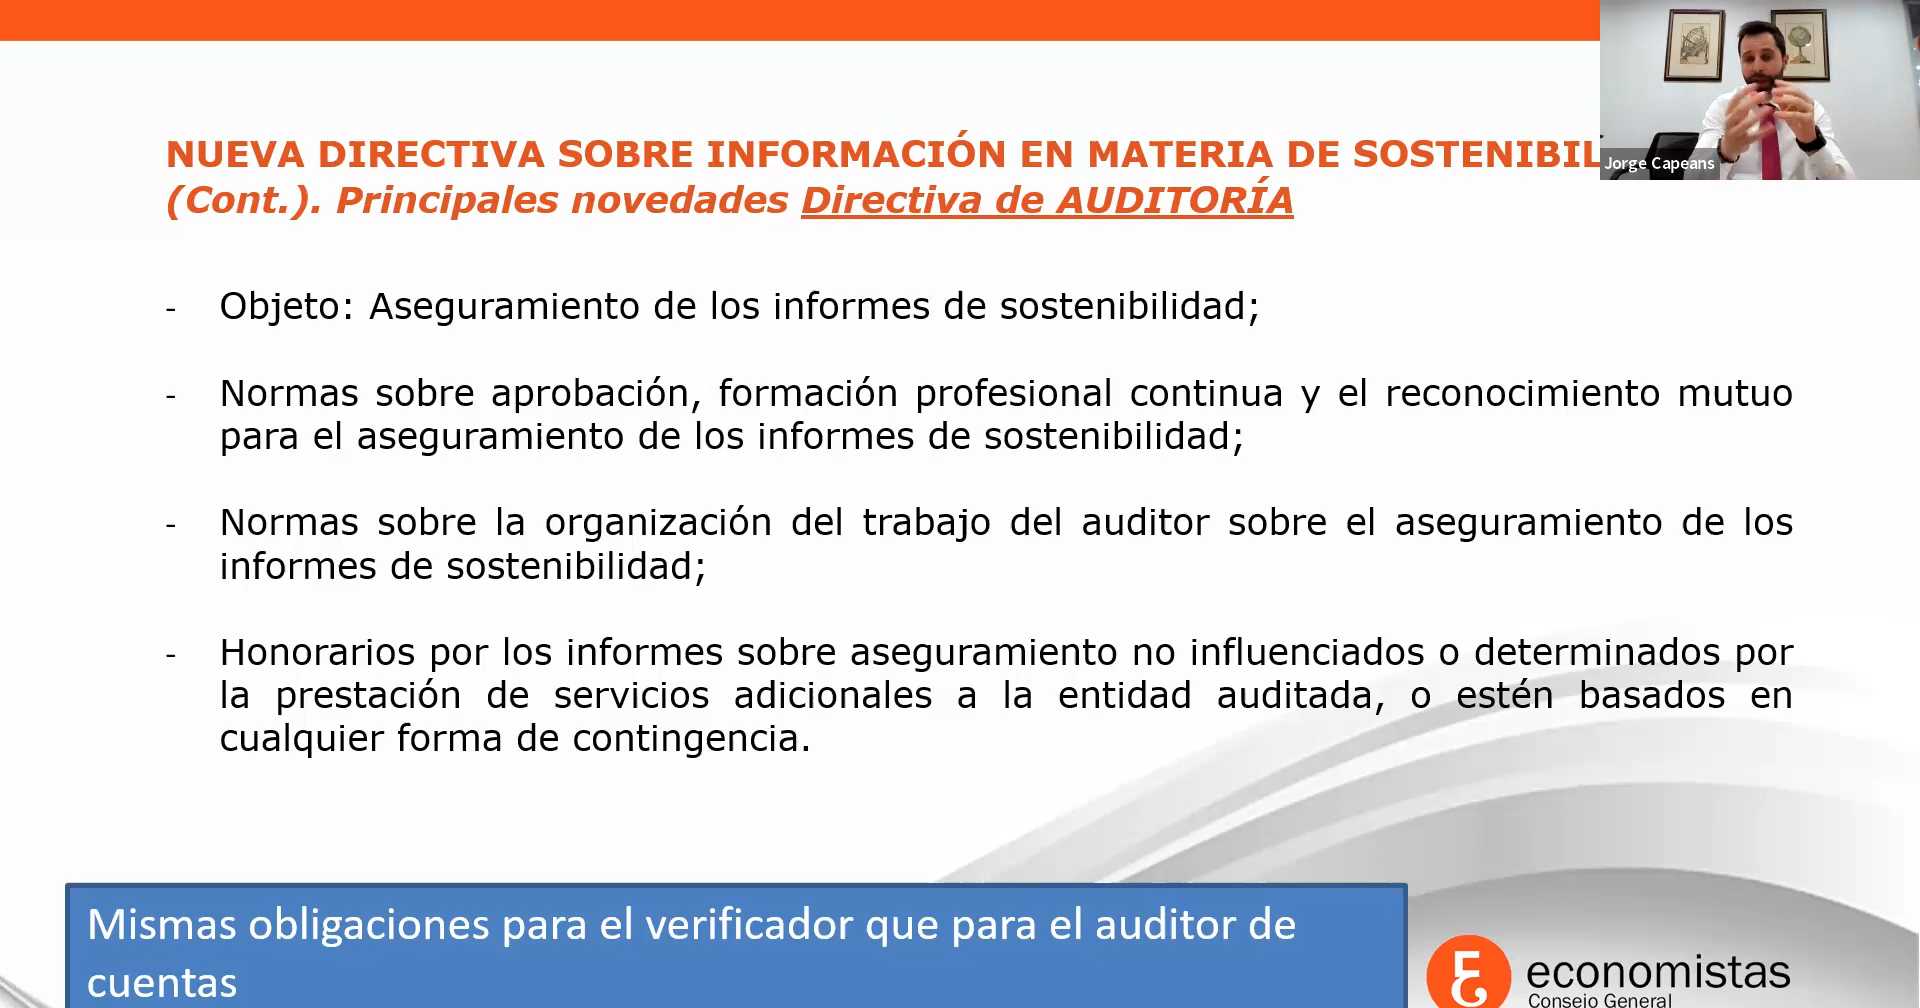 NUEVA DIRECTIVA SOBRE INFORMACIÓN EN MATERIA DE SOSTENIBIL
(Cont.). Principales novedades Directiva de AUDITORÍA
Jorge Capeans
- Objeto: Aseguramiento de los informes de sostenibilidad;
- Normas sobre aprobación, formación profesional continua y el reconocimiento mutuo
para el aseguramiento de los informes de sostenibilidad;
- Normas sobre la organización del trabajo del auditor sobre el aseguramiento de los
informes de sostenibilidad;
- Honorarios por los informes sobre aseguramiento no influenciados o determinados por
la prestación de servicios adicionales a la entidad auditada, o estén basados en
cualquier forma de contingencia.
Mismas obligaciones para el verificador que para el auditor de
cuentas
economistas
Consejo General